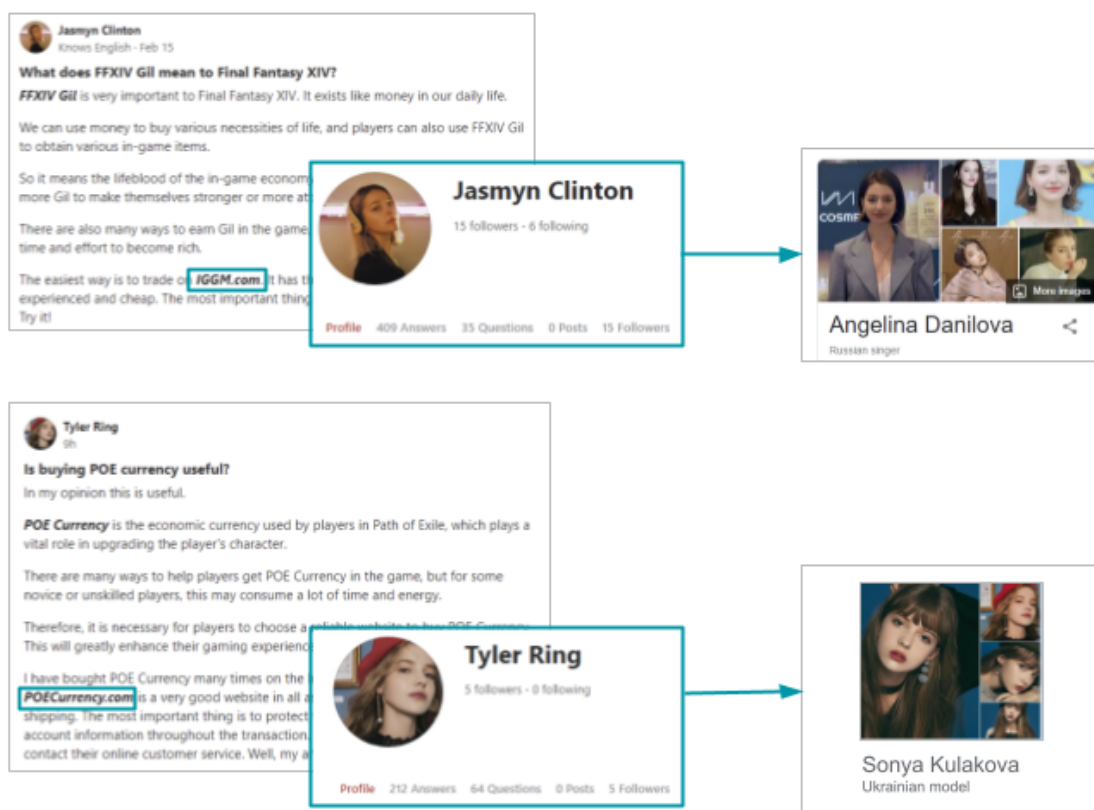 Jasmyn Clinton
Knows English - Feb 15
What does FFXIV Gil mean to Final Fantasy XIV?
FFXIV Gil is very important to Final Fantasy XIV. It exists like money in our daily life.
We can use money to buy various necessities of life, and players can also use FFXIV Gil
to obtain various in-game items.
So it means the lifeblood of the in-game economy
more Gil to make themselves stronger or more
There are also many ways to earn Gil in the game,
time and effort to become rich.
The easiest way is to trade on IGGM.com. It has
experienced and cheap. The most important thing
Try it!
Jasmyn Clinton
15 followers - 6 following
Profile 409 Answers 35 Questions 0 Posts 15 Followers
COSME
More images
Angelina Danilova
Russian singer
Tyler Ring
9h
Is buying POE currency useful?
In my opinion this is useful.
POE Currency is the economic currency used by players in Path of Exile, which plays a
vital role in upgrading the player's character.
There are many ways to help players get POE Currency in the game, but for some
novice or unskilled players, this may consume a lot of time and energy.
Therefore, it is necessary for players to choose a reliable website to buy POE Currency.
This will greatly enhance their gaming experience
I have bought POE Currency many times on the
POECurrency.com is a very good website in all
shipping. The most important thing is to protect
account information throughout the transaction.
contact their online customer service. Well, my
Tyler Ring
5 followers - 0 following
Profile 212 Answers 64 Questions 0 Posts 5 Followers
Sonya Kulakova
Ukrainian model